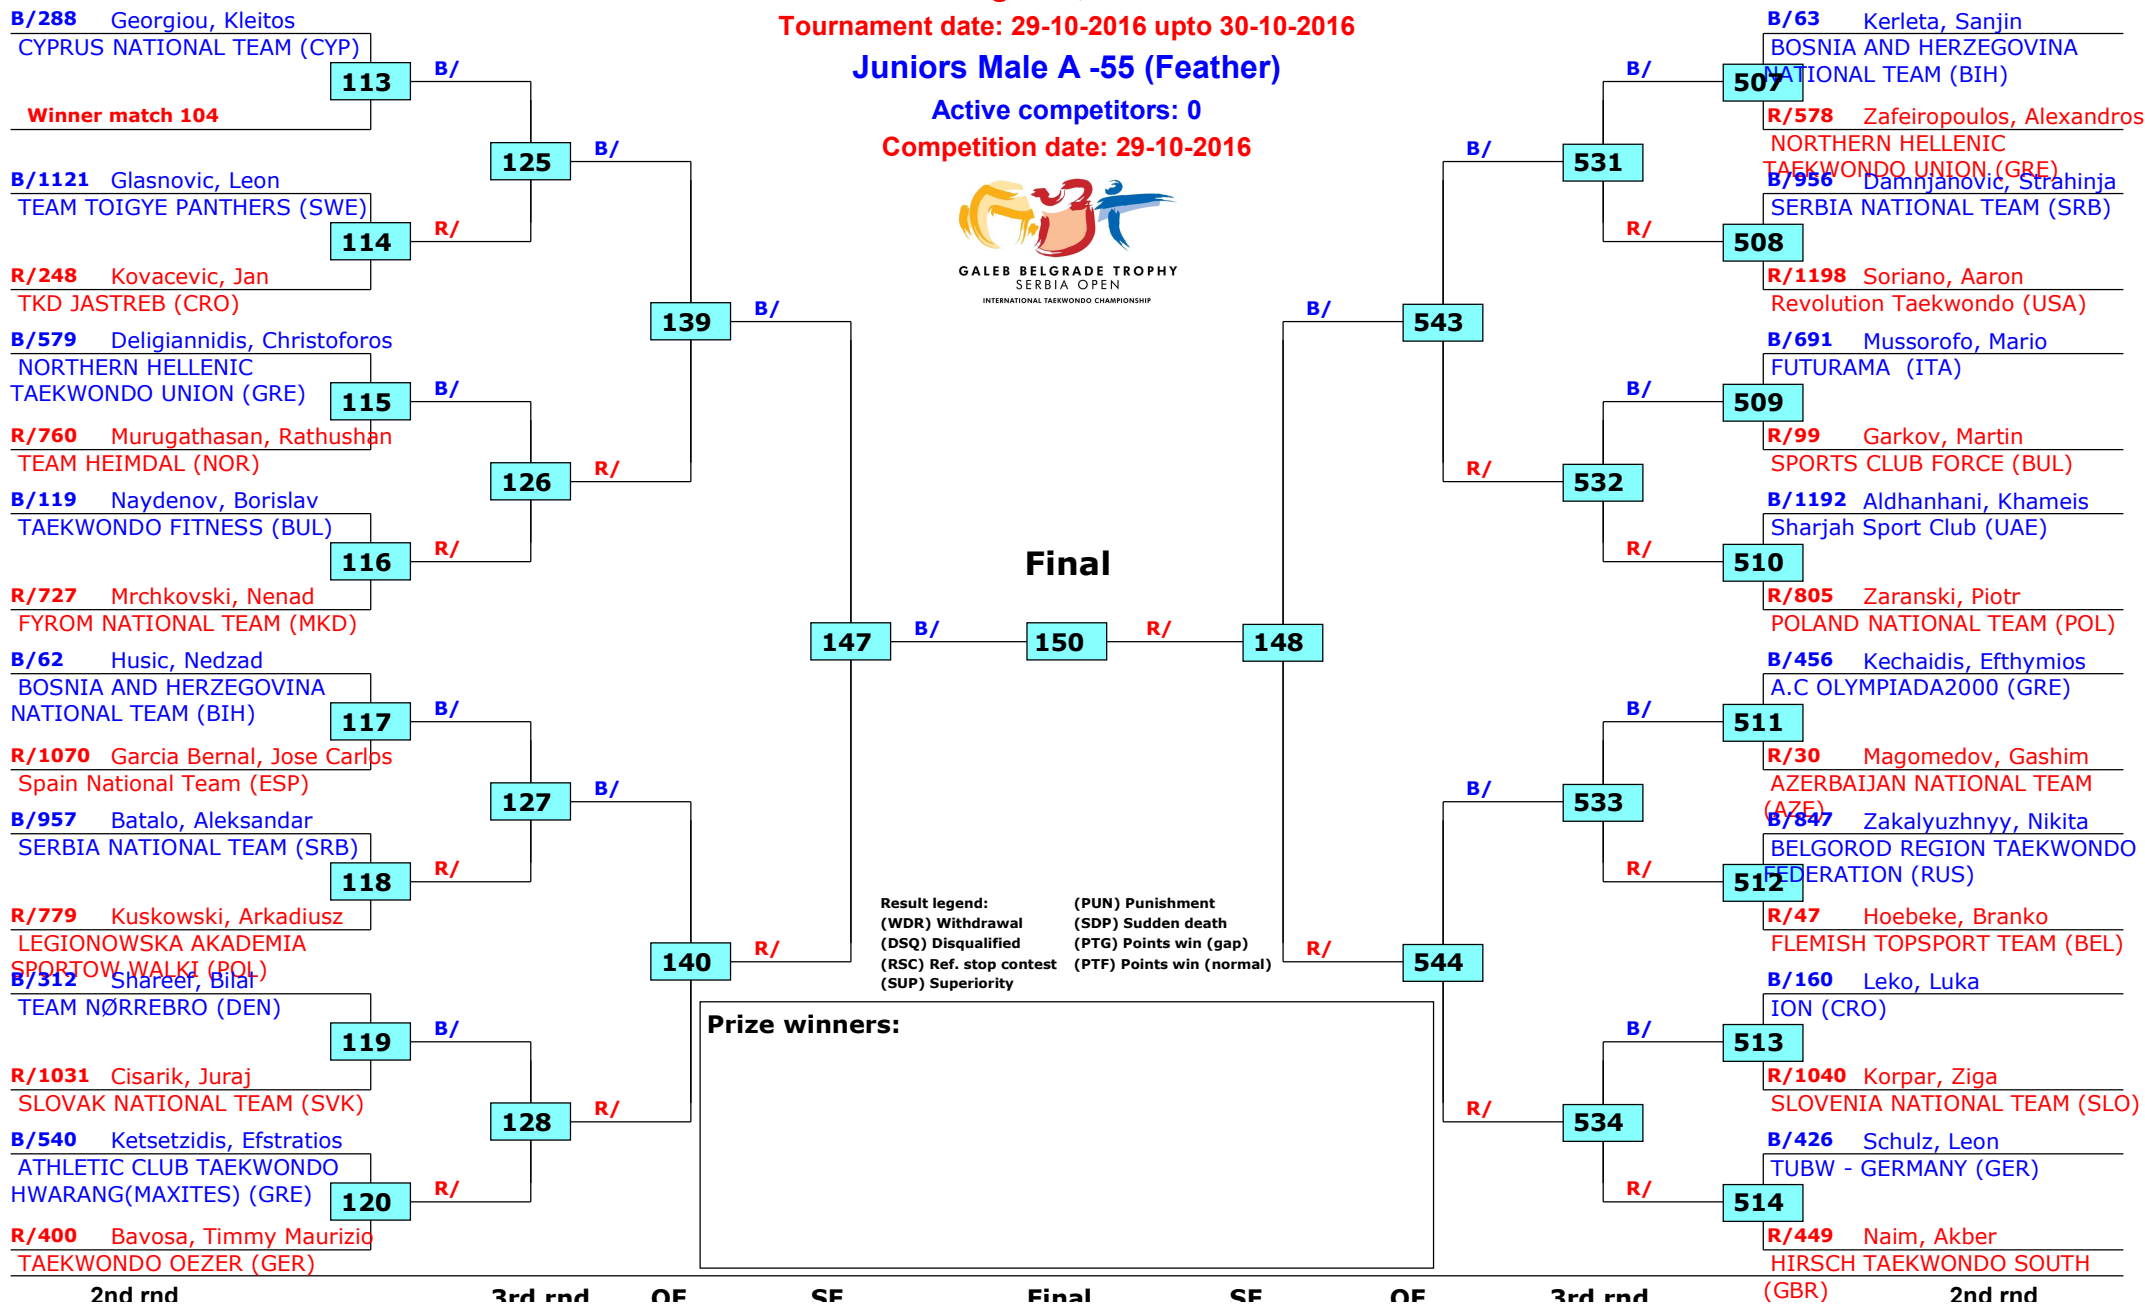 Tournament date: 29-10-2016 upto 30-10-2016
Juniors Male A -55 (Feather)
Active competitors: 0
Competition date: 29-10-2016
GALEB BELGRADE TROPHY
SERBIA OPEN
INTERNATIONAL TAEKWONDO CHAMPIONSHIP
B/288 Georgiou, Kleitos
CYPRUS NATIONAL TEAM (CYP)
113 B/
Winner match 104
125 B/
B/1121 Glasnovic, Leon
TEAM TOIGYE PANTHERS (SWE)
114 R/
R/248 Kovacevic, Jan
TKD JASTREB (CRO)
139 B/
B/579 Deligiannidis, Christoforos
NORTHERN HELLENIC
TAEKWONDO UNION (GRE)
115 B/
R/760 Murugathasan, Rathushan
TEAM HEIMDAL (NOR)
126 R/
B/119 Naydenov, Borislav
TAEKWONDO FITNESS (BUL)
116 R/
R/727 Mrchkovski, Nenad
FYROM NATIONAL TEAM (MKD)
B/62 Husic, Nedzad
BOSNIA AND HERZEGOVINA
NATIONAL TEAM (BIH)
117 B/
R/1070 Garcia Bernal, Jose Carlos
Spain National Team (ESP)
127 B/
B/957 Batalo, Aleksandar
SERBIA NATIONAL TEAM (SRB)
118 R/
R/779 Kuskowski, Arkadiusz
LEGIONOWSKA AKADEMIA
SPORTOW WALKI (POL)
140 R/
B/312 Shareef, Bilal
TEAM NØRREBRO (DEN)
119 B/
R/1031 Cisarik, Juraj
SLOVAK NATIONAL TEAM (SVK)
128 R/
B/540 Ketsetzidis, Efstratios
ATHLETIC CLUB TAEKWONDO
HWARANG(MAXITES) (GRE)
120 R/
R/400 Bavosa, Timmy Maurizio
TAEKWONDO OEZER (GER)
Final
147 B/ 150 R/ 148
Result legend: (PUN) Punishment
(WDR) Withdrawal (SDP) Sudden death
(DSQ) Disqualified (PTG) Points win (gap)
(RSC) Ref. stop contest (PTF) Points win (normal)
(SUP) Superiority
Prize winners:
B/63 Kerleta, Sanjin
BOSNIA AND HERZEGOVINA
NATIONAL TEAM (BIH)
B/ 507
R/578 Zafeiropoulos, Alexandros
NORTHERN HELLENIC
TAEKWONDO UNION (GRE)
B/ 531
B/956 Damnjanovic, Strahinja
SERBIA NATIONAL TEAM (SRB)
R/ 508
R/1198 Soriano, Aaron
Revolution Taekwondo (USA)
B/ 543
B/691 Mussorofo, Mario
FUTURAMA (ITA)
B/ 509
R/99 Garkov, Martin
SPORTS CLUB FORCE (BUL)
R/ 532
B/1192 Aldhanhani, Khameis
Sharjah Sport Club (UAE)
R/ 510
R/805 Zaranski, Piotr
POLAND NATIONAL TEAM (POL)
B/456 Kechaidis, Efthymios
A.C OLYMPIADA2000 (GRE)
B/ 511
R/30 Magomedov, Gashim
AZERBAIJAN NATIONAL TEAM
(AZE)
B/ 533
B/847 Zakalyuzhnyy, Nikita
BELGOROD REGION TAEKWONDO
FEDERATION (RUS)
R/ 512
R/47 Hoebeke, Branko
FLEMISH TOPSPORT TEAM (BEL)
R/ 544
B/160 Leko, Luka
ION (CRO)
B/ 513
R/1040 Korpar, Ziga
SLOVENIA NATIONAL TEAM (SLO)
R/ 534
B/426 Schulz, Leon
TUBW - GERMANY (GER)
R/ 514
R/449 Naim, Akber
HIRSCH TAEKWONDO SOUTH
(GBR)
2nd rnd 3rd rnd QF SF Final SF QF 3rd rnd 2nd rnd